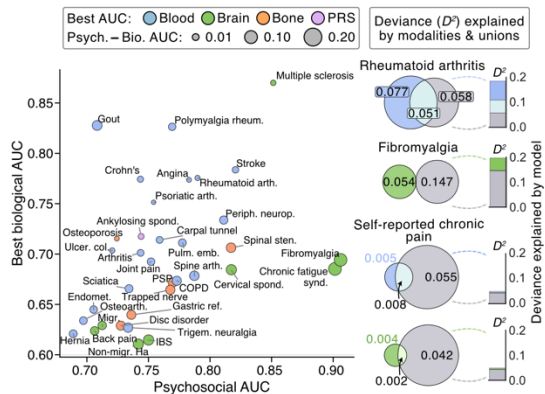 Best AUC: Blood Brain Bone PRS
Psych. – Bio. AUC: 0.01 0.10 0.20
Deviance (D²) explained
by modalities & unions
Best biological AUC
0.85
0.80
0.75
0.70
0.65
0.60
0.70 0.75 0.80 0.85 0.90
Psychosocial AUC
Multiple sclerosis
Gout
Polymyalgia rheum.
Stroke
Crohn's
Angina
Rheumatoid arth.
Psoriatic arth.
Periph. neurop.
Ankylosing spond.
Osteoporosis
Carpal tunnel
Ulcer. col.
Arthritis
Pulm. emb.
Spinal sten.
Joint pain
Spine arth.
Fibromyalgia
Cervical spond.
Chronic fatigue
synd.
Sciatica
PSP
COPD
Trapped nerve
Endomet.
Osteoarth.
Gastric ref.
Migr.
Disc disorder
Hernia
Back pain
Trigem. neuralgia
Non-migr. Ha
IBS
Rheumatoid arthritis
0.077
0.058
0.051
D²
0.2
0.1
0.0
Fibromyalgia
0.054
0.147
D²
0.2
0.1
0.0
Self-reported chronic
pain
0.005
0.055
0.008
0.2
0.1
0.0
0.004
0.042
0.002
0.2
0.1
0.0
Deviance explained by model